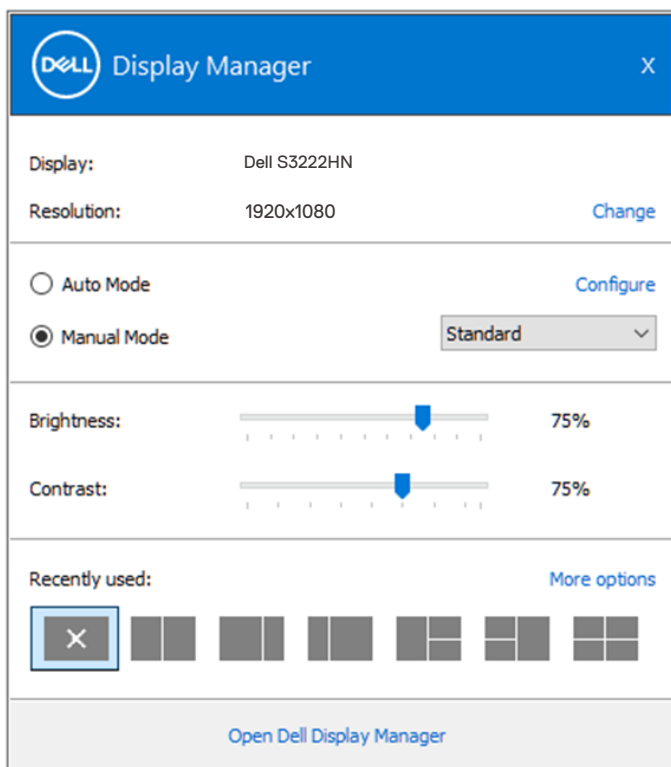 DELL Display Manager X
Display: Dell S3222HN
Resolution: 1920x1080 Change
Auto Mode Configure
Manual Mode Standard
Brightness: 75%
Contrast: 75%
Recently used: More options
Open Dell Display Manager